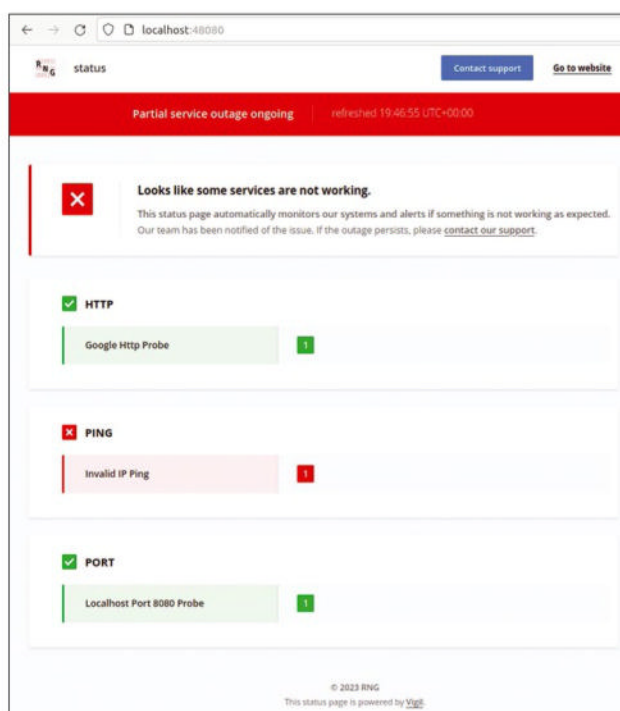 localhost:48080
RNG status Contact support Go to website
Partial service outage ongoing refreshed 19:46:55 UTC+00:00
Looks like some services are not working.
This status page automatically monitors our systems and alerts if something is not working as expected.
Our team has been notified of the issue. If the outage persists, please contact our support.
HTTP
Google Http Probe 1
PING
Invalid IP Ping 1
PORT
Localhost Port 8080 Probe 1
© 2023 RNG
This status page is powered by Vigil.